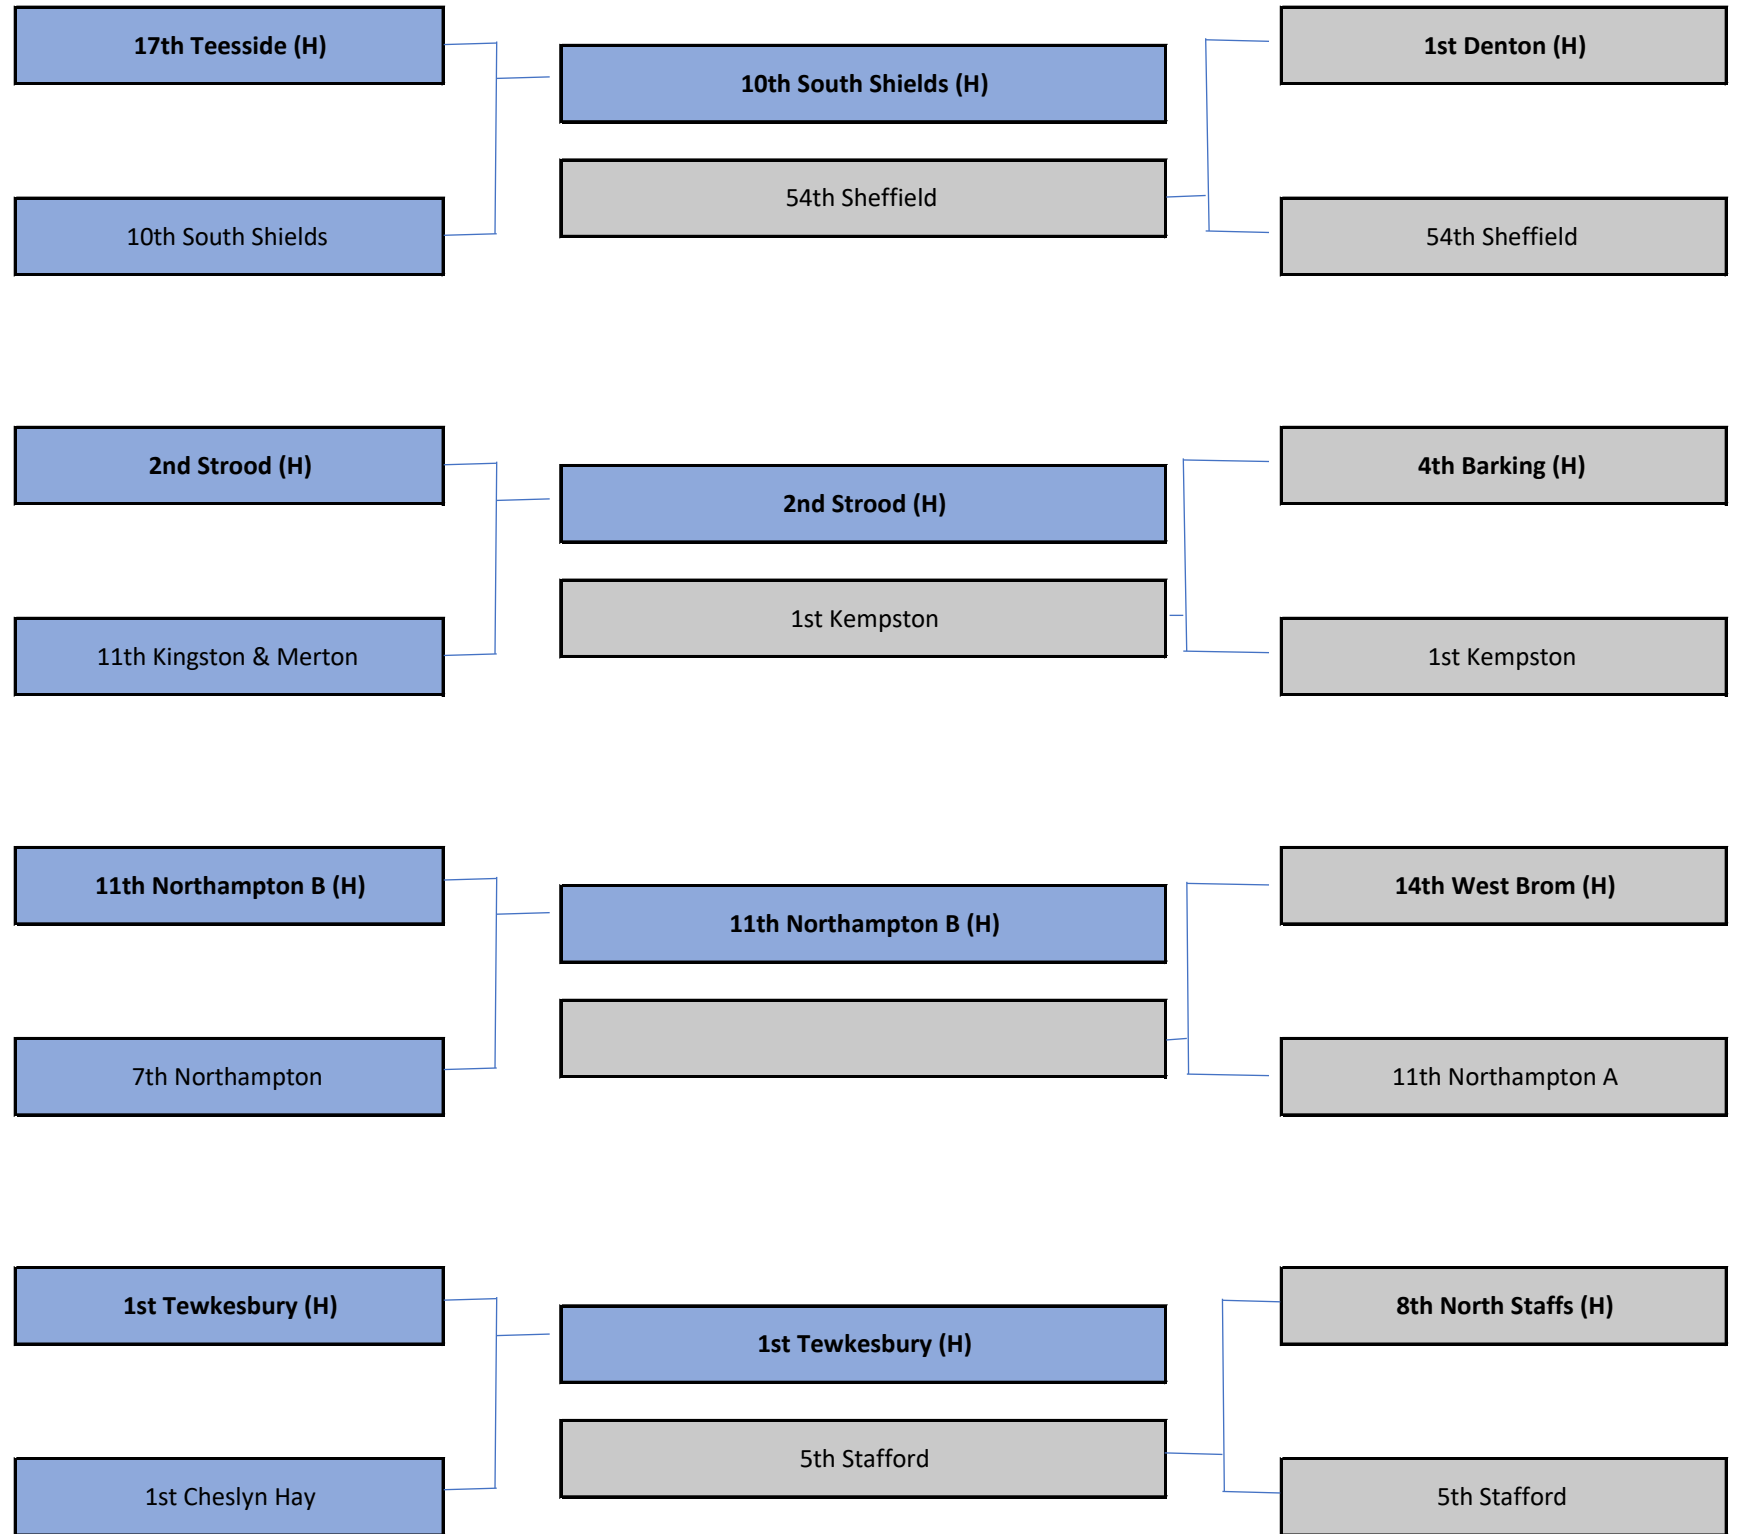 17th Teesside (H)
10th South Shields (H)
1st Denton (H)
54th Sheffield
10th South Shields
54th Sheffield
2nd Strood (H)
2nd Strood (H)
4th Barking (H)
1st Kempston
11th Kingston & Merton
1st Kempston
11th Northampton B (H)
11th Northampton B (H)
14th West Brom (H)
7th Northampton
11th Northampton A
1st Tewkesbury (H)
1st Tewkesbury (H)
8th North Staffs (H)
5th Stafford
1st Cheslyn Hay
5th Stafford